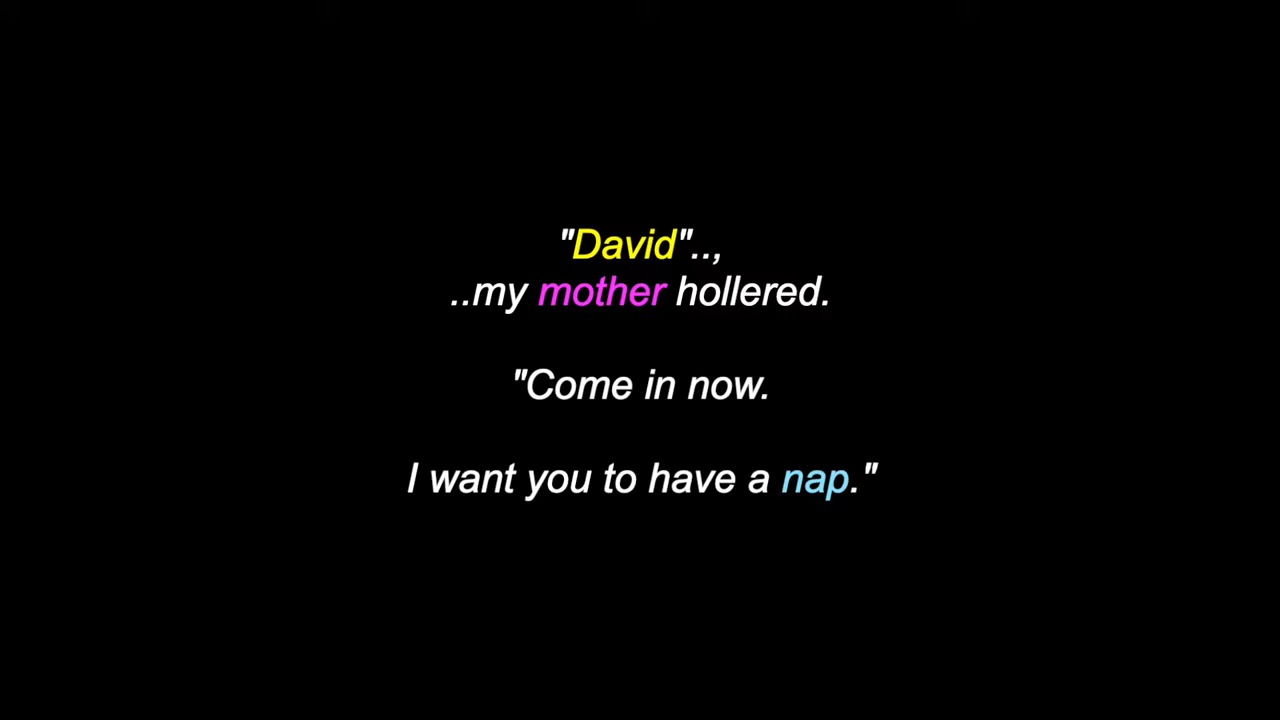 "David"..,
..my mother hollered.
"Come in now.
I want you to have a nap."